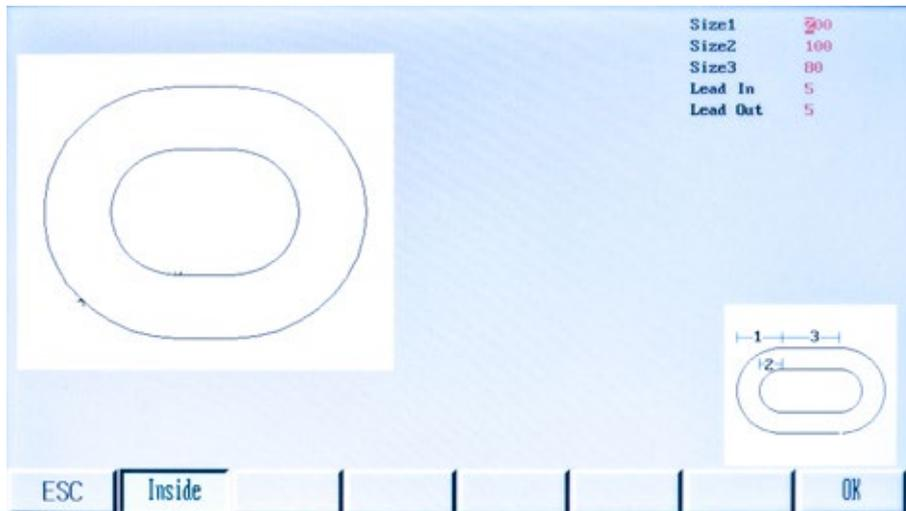 Size1 200
Size2 100
Size3 80
Lead In 5
Lead Out 5
1 3
2
ESC Inside OK